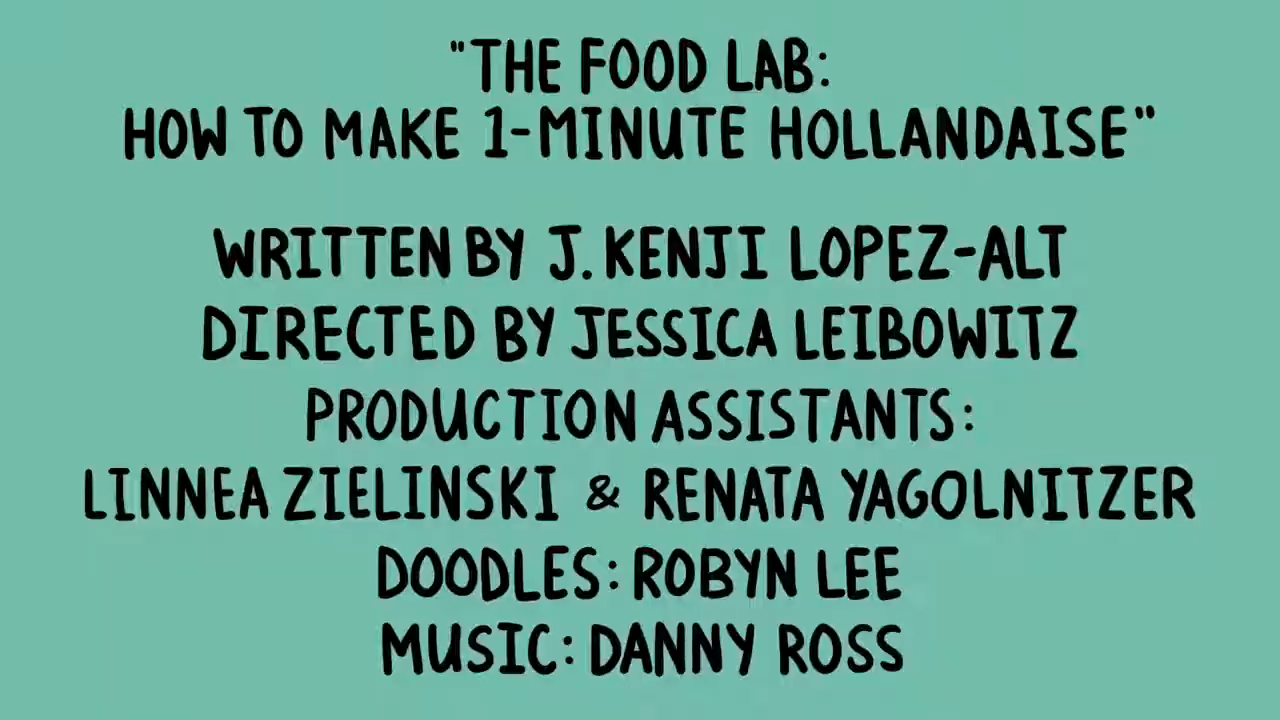 "THE FOOD LAB:
HOW TO MAKE 1-MINUTE HOLLANDAISE"
WRITTEN BY J. KENJI LOPEZ-ALT
DIRECTED BY JESSICA LEIBOWITZ
PRODUCTION ASSISTANTS:
LINNEA ZIELINSKI & RENATA YAGOLNITZER
DOODLES: ROBYN LEE
MUSIC: DANNY ROSS